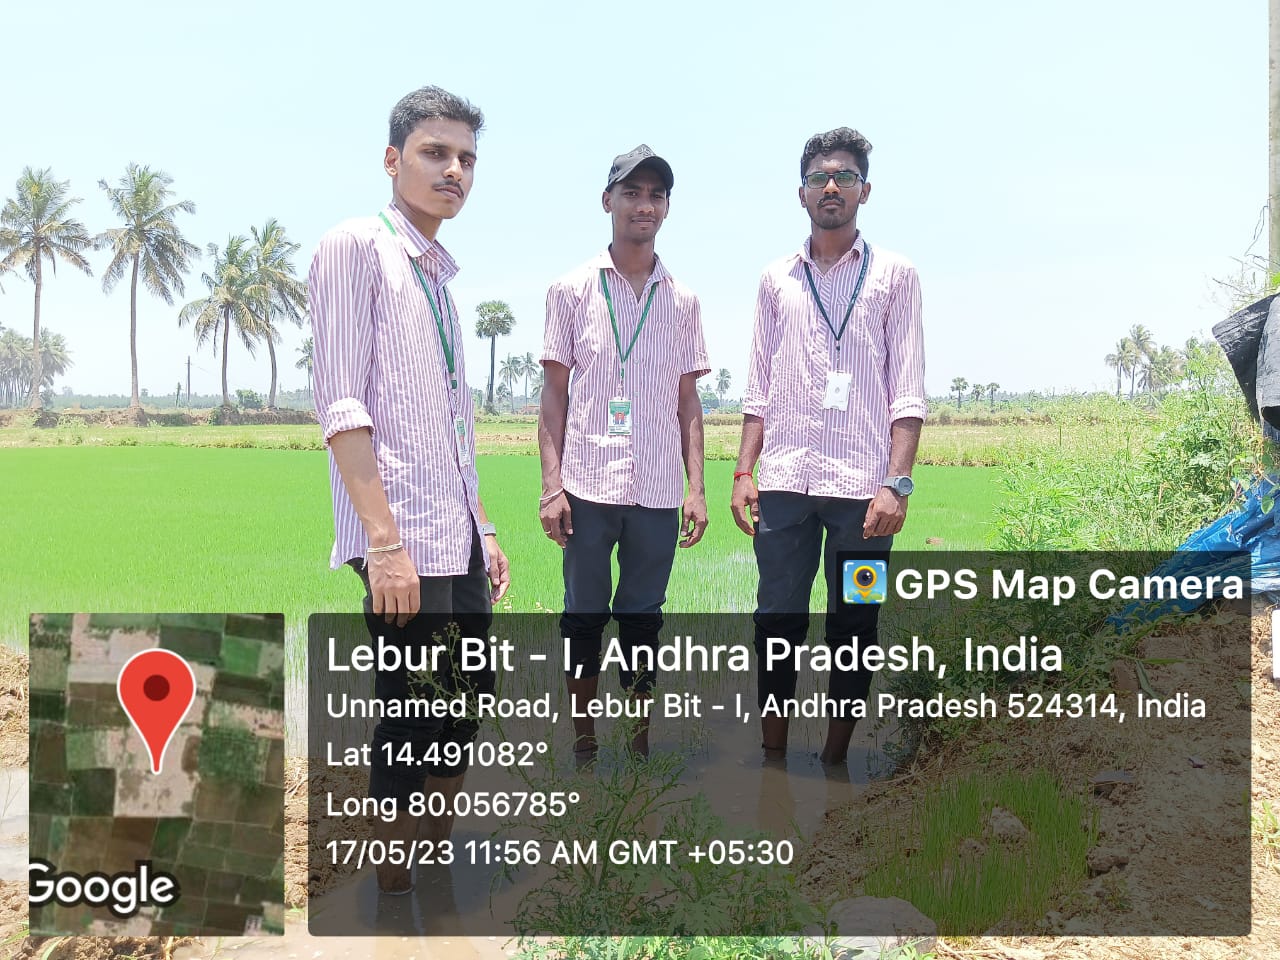 GPS Map Camera
Lebur Bit - I, Andhra Pradesh, India
Unnamed Road, Lebur Bit - I, Andhra Pradesh 524314, India
Lat 14.491082°
Long 80.056785°
17/05/23 11:56 AM GMT +05:30
Google